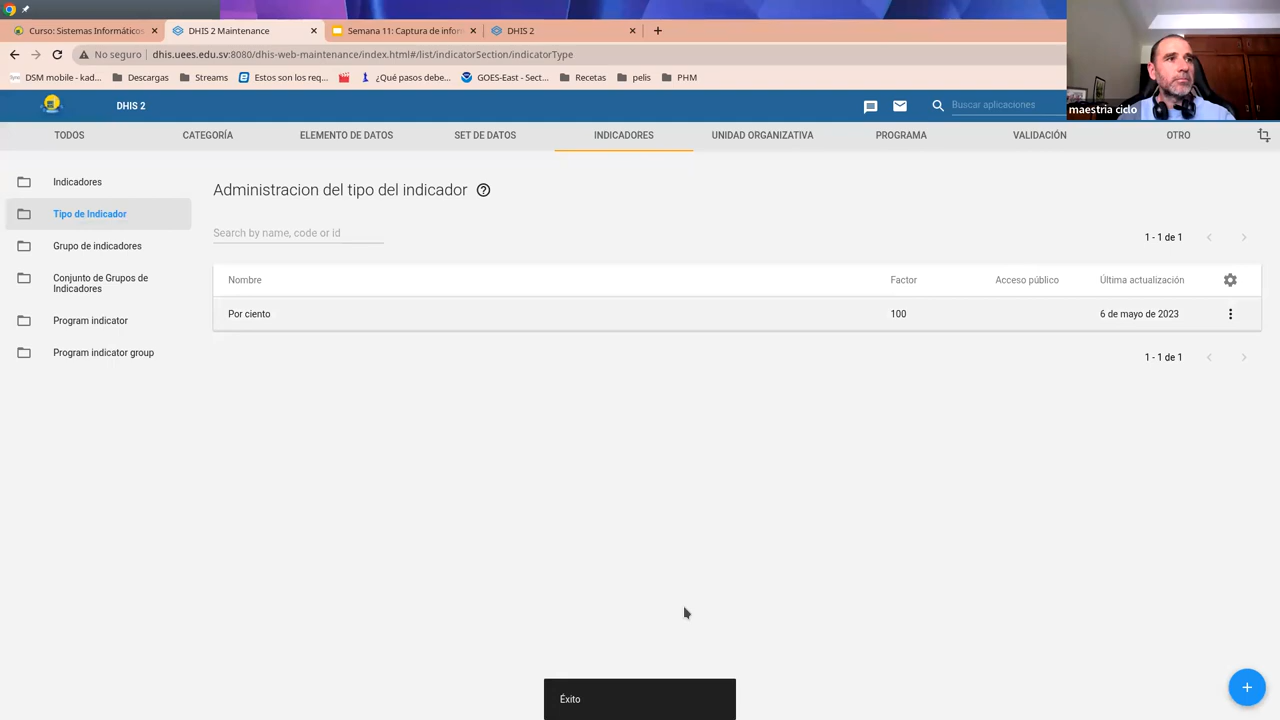 Curso: Sistemas Informátic
DHIS 2 Maintenance
Semana 11: Captura de infor
DHIS 2
No seguro
dhis.uees.edu.sv:8080/dhis-web-maintenance/index.html#/list/indicatorSection/indicatorType
DSM mobile - kad...
Descargas
Streams
Estos son los req...
¿Qué pasos debe...
GOES-East - Sect...
Recetas
pelis
PHM
DHIS 2
Buscar aplicaciones
maestria ciclo
TODOS
CATEGORÍA
ELEMENTO DE DATOS
SET DE DATOS
INDICADORES
UNIDAD ORGANIZATIVA
PROGRAMA
VALIDACIÓN
OTRO
Indicadores
Tipo de Indicador
Grupo de indicadores
Conjunto de Grupos de
Indicadores
Program indicator
Program indicator group
Administracion del tipo del indicador
Search by name, code or id
1 - 1 de 1
Nombre
Factor
Acceso público
Última actualización
Por ciento
100
6 de mayo de 2023
1 - 1 de 1
Éxito